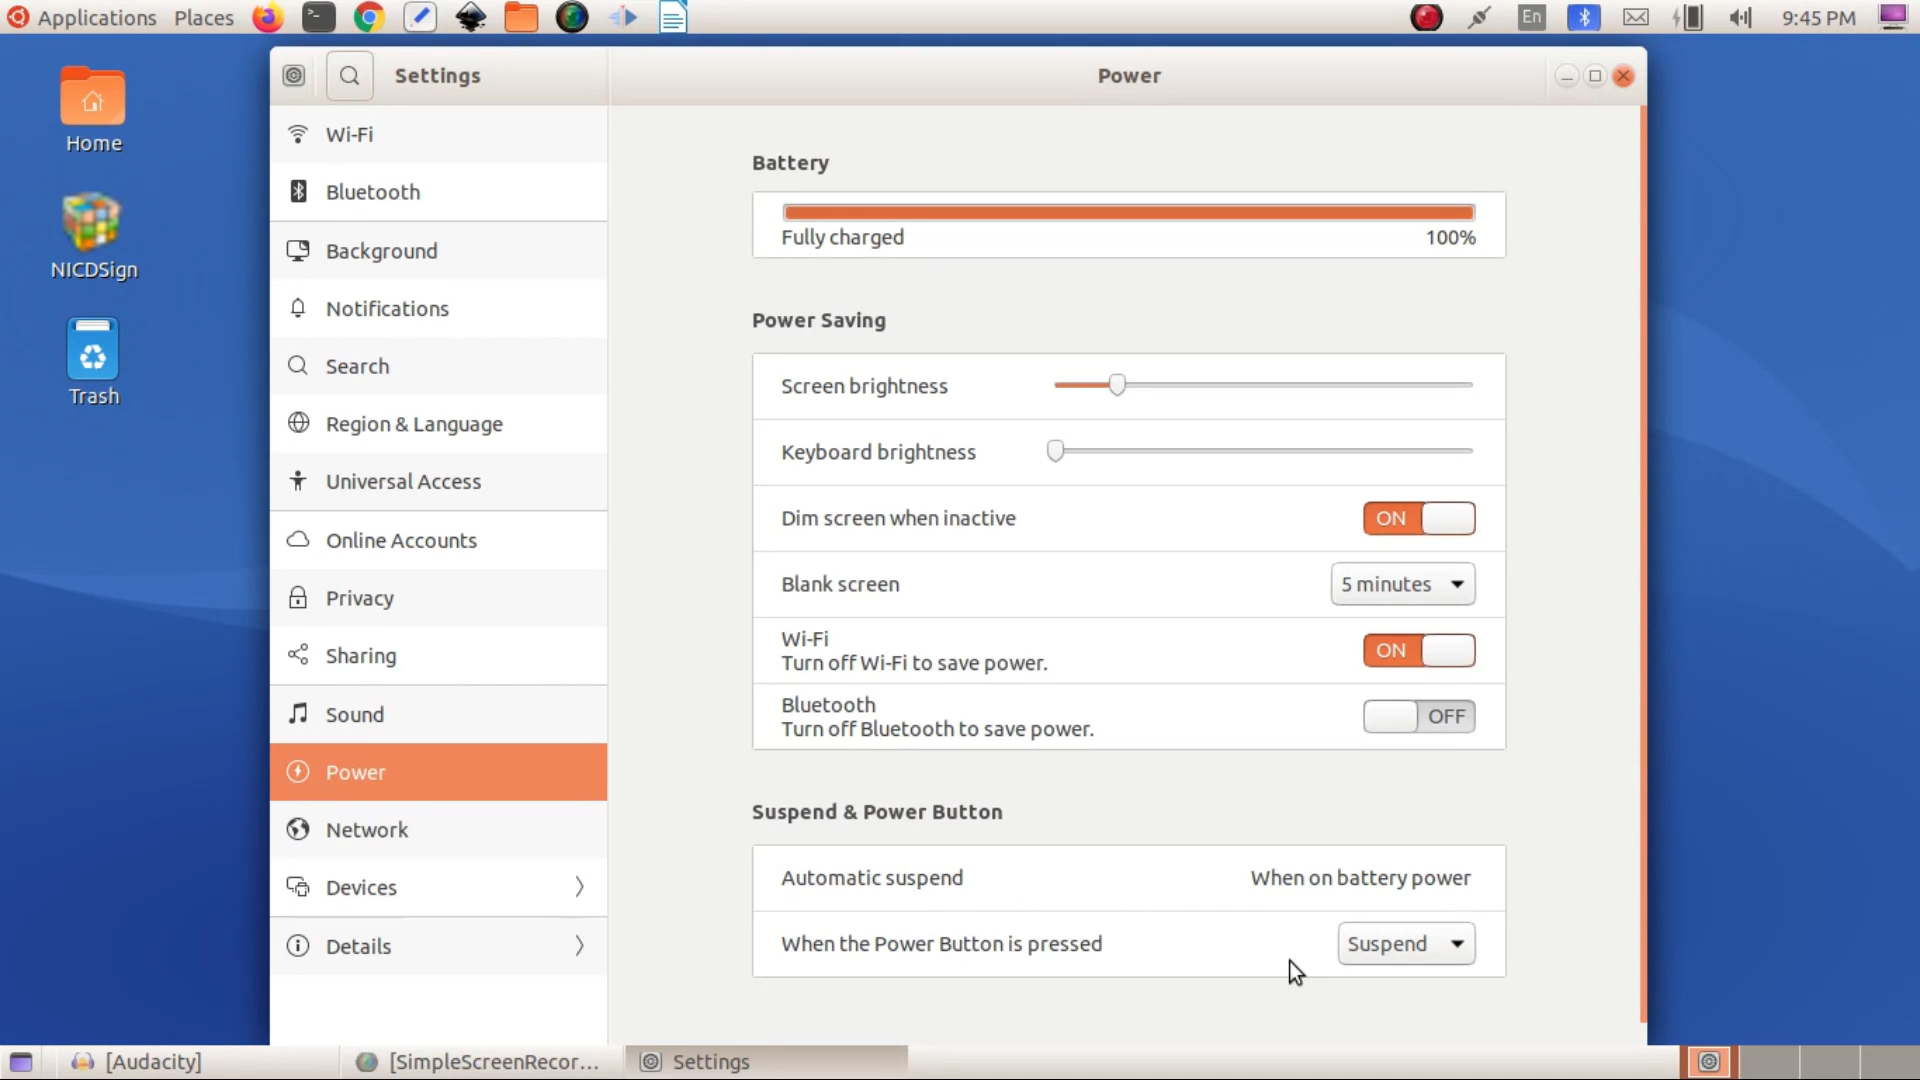 Applications Places En 9:45 PM
Settings
Power
Home
NICDSign
Trash
Wi-Fi
Bluetooth
Background
Notifications
Search
Region & Language
Universal Access
Online Accounts
Privacy
Sharing
Sound
Power
Network
Devices
Details
Battery
Fully charged 100%
Power Saving
Screen brightness
Keyboard brightness
Dim screen when inactive ON
Blank screen 5 minutes
Wi-Fi
Turn off Wi-Fi to save power. ON
Bluetooth
Turn off Bluetooth to save power. OFF
Suspend & Power Button
Automatic suspend When on battery power
When the Power Button is pressed Suspend
[Audacity] [SimpleScreenRecor... Settings